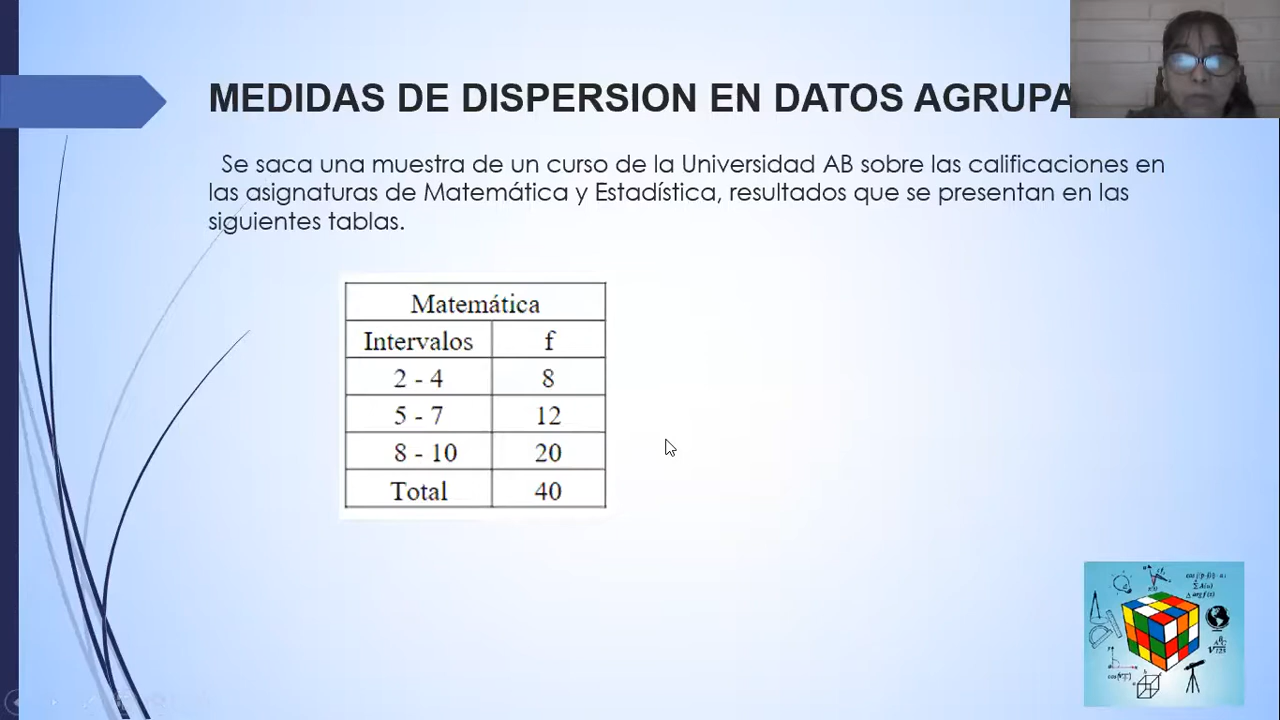 MEDIDAS DE DISPERSION EN DATOS AGRUPA
Se saca una muestra de un curso de la Universidad AB sobre las calificaciones en
las asignaturas de Matemática y Estadística, resultados que se presentan en las
siguientes tablas.
Matemática
Intervalos f
2 - 4 8
5 - 7 12
8 - 10 20
Total 40